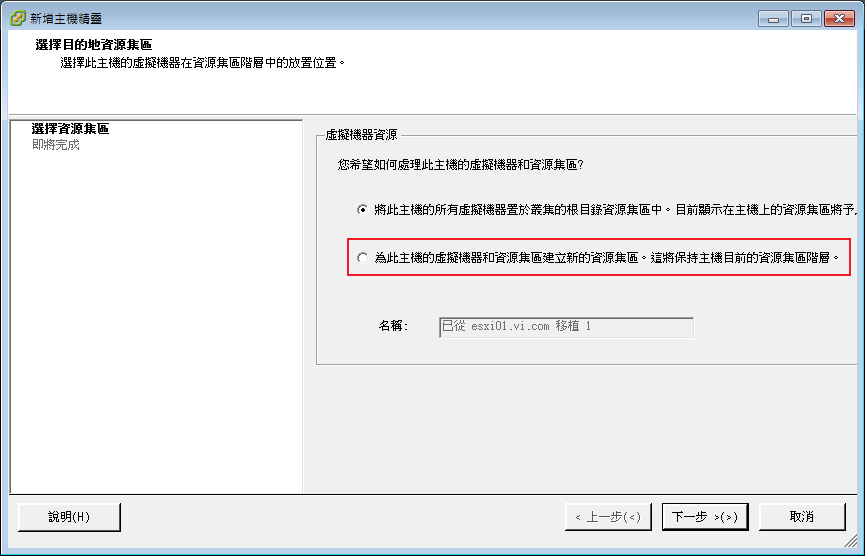 新增主機精靈
選擇目的地資源集區
選擇此主機的虛擬機器在資源集區階層中的放置位置。
選擇資源集區
即將完成
虛擬機器資源
您希望如何處理此主機的虛擬機器和資源集區?
將此主機的所有虛擬機器置於叢集的根目錄資源集區中。目前顯示在主機上的資源集區將予
為此主機的虛擬機器和資源集區建立新的資源集區。這將保持主機目前的資源集區階層。
名稱:
已從 esxi01.vi.com 移植 1
說明(H)
< 上一步(<)
下一步 >(>)
取消